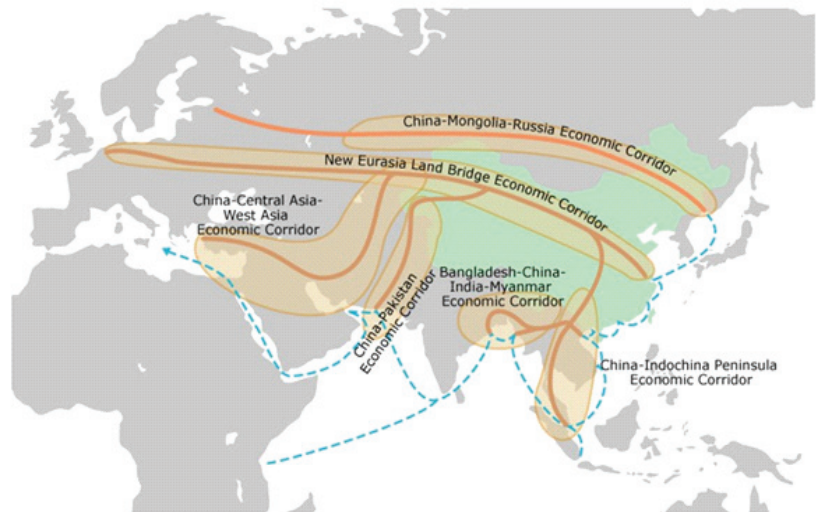 China-Mongolia-Russia Economic Corridor
New Eurasia Land Bridge Economic Corridor
China-Central Asia-
West Asia
Economic Corridor
China-Pakistan
Economic Corridor
Bangladesh-China-
India-Myanmar
Economic Corridor
China-Indochina Peninsula
Economic Corridor